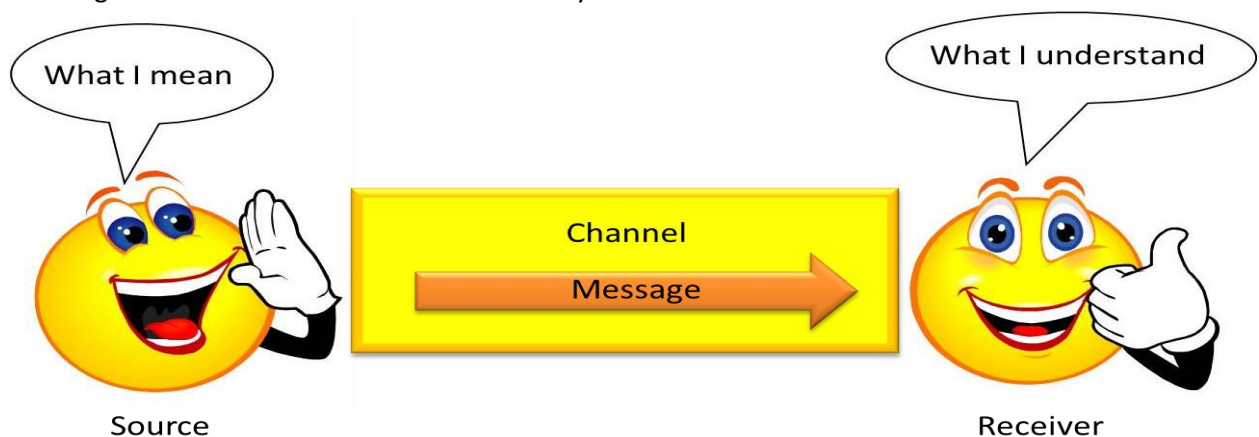 What I mean
What I understand
Channel
Message
Source
Receiver